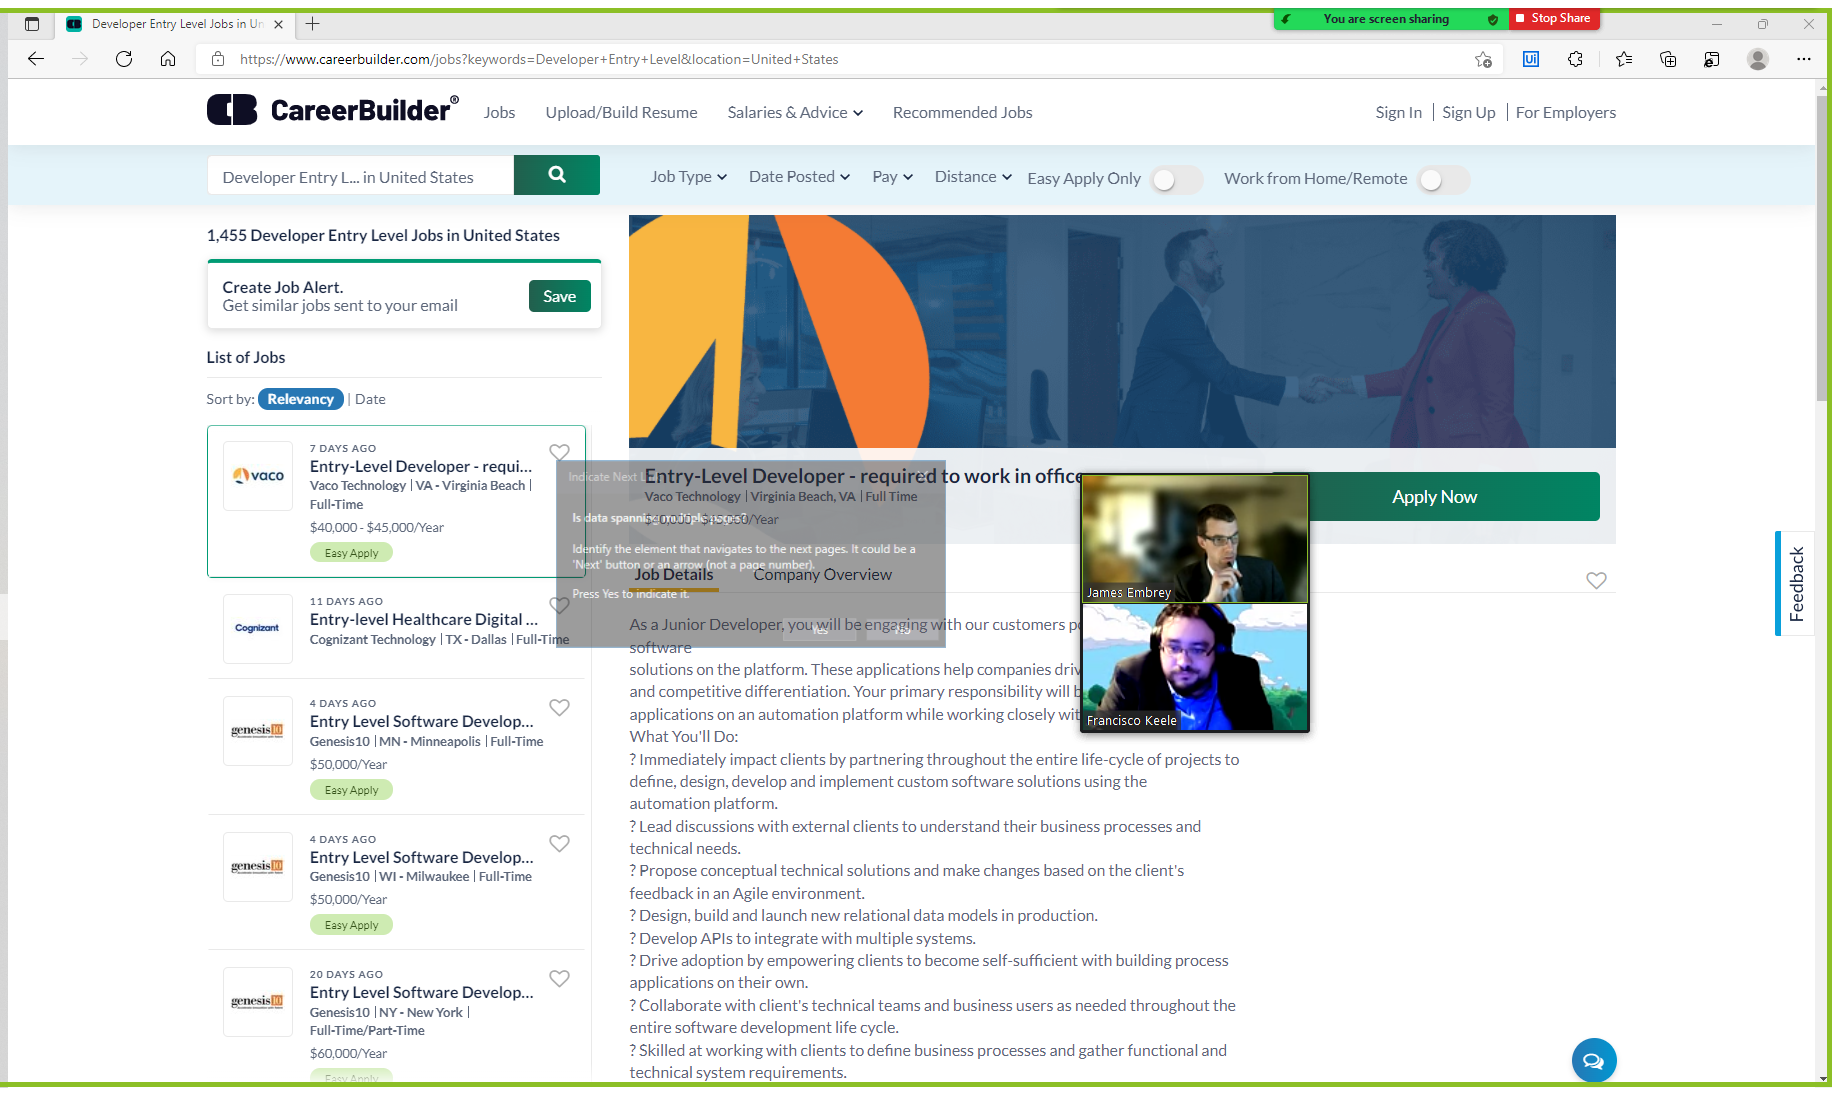 Developer Entry Level Jobs in Un
You are screen sharing
Stop Share
https://www.careerbuilder.com/jobs?keywords=Developer+Entry+Level&location=United+States
Ui
CareerBuilder®
Jobs
Upload/Build Resume
Salaries & Advice
Recommended Jobs
Sign In
Sign Up
For Employers
Developer Entry L... in United States
Job Type
Date Posted
Pay
Distance
Easy Apply Only
Work from Home/Remote
1,455 Developer Entry Level Jobs in United States
Create Job Alert.
Get similar jobs sent to your email
Save
List of Jobs
Sort by: Relevancy | Date
vaco
7 DAYS AGO
Entry-Level Developer - requi...
Vaco Technology | VA - Virginia Beach |
Full-Time
$40,000 - $45,000/Year
Easy Apply
Cognizant
11 DAYS AGO
Entry-level Healthcare Digital ...
Cognizant Technology | TX - Dallas | Full-Time
genesis10
4 DAYS AGO
Entry Level Software Develop...
Genesis10 | MN - Minneapolis | Full-Time
$50,000/Year
Easy Apply
genesis10
4 DAYS AGO
Entry Level Software Develop...
Genesis10 | WI - Milwaukee | Full-Time
$50,000/Year
Easy Apply
genesis10
20 DAYS AGO
Entry Level Software Develop...
Genesis10 | NY - New York |
Full-Time/Part-Time
$60,000/Year
Easy Apply
Entry-Level Developer - required to work in office
Vaco Technology | Virginia Beach, VA | Full Time
Apply Now
Indicate Next
Is data spanning multiple pages?
Identify the element that navigates to the next pages. It could be a
'Next' button or an arrow (not a page number).
Press Yes to indicate it.
Yes
No
Job Details
Company Overview
As a Junior Developer, you will be engaging with our customers
software
solutions on the platform. These applications help companies
and competitive differentiation. Your primary responsibility will
applications on an automation platform while working closely
What You'll Do:
? Immediately impact clients by partnering throughout the entire life-cycle of projects to
define, design, develop and implement custom software solutions using the
automation platform.
? Lead discussions with external clients to understand their business processes and
technical needs.
? Propose conceptual technical solutions and make changes based on the client's
feedback in an Agile environment.
? Design, build and launch new relational data models in production.
? Develop APIs to integrate with multiple systems.
? Drive adoption by empowering clients to become self-sufficient with building process
applications on their own.
? Collaborate with client's technical teams and business users as needed throughout the
entire software development life cycle.
? Skilled at working with clients to define business processes and gather functional and
technical system requirements.
James Embrey
Francisco Keele
Feedback